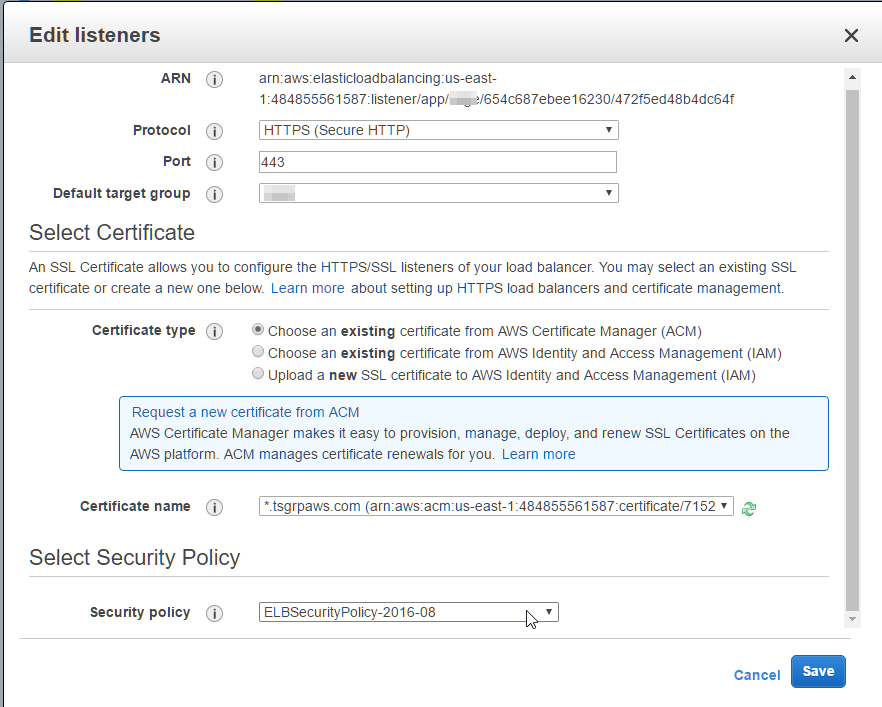 Edit listeners
ARN
arn:aws:elasticloadbalancing:us-east-
1:484855561587:listener/app/ /654c687ebee16230/472f5ed48b4dc64f
Protocol HTTPS (Secure HTTP)
Port 443
Default target group
Select Certificate
An SSL Certificate allows you to configure the HTTPS/SSL listeners of your load balancer. You may select an existing SSL
certificate or create a new one below. Learn more about setting up HTTPS load balancers and certificate management.
Certificate type Choose an existing certificate from AWS Certificate Manager (ACM)
Choose an existing certificate from AWS Identity and Access Management (IAM)
Upload a new SSL certificate to AWS Identity and Access Management (IAM)
Request a new certificate from ACM
AWS Certificate Manager makes it easy to provision, manage, deploy, and renew SSL Certificates on the
AWS platform. ACM manages certificate renewals for you. Learn more
Certificate name *.tsgrpaws.com (arn:aws:acm:us-east-1:484855561587:certificate/7152
Select Security Policy
Security policy ELBSecurityPolicy-2016-08
Cancel Save